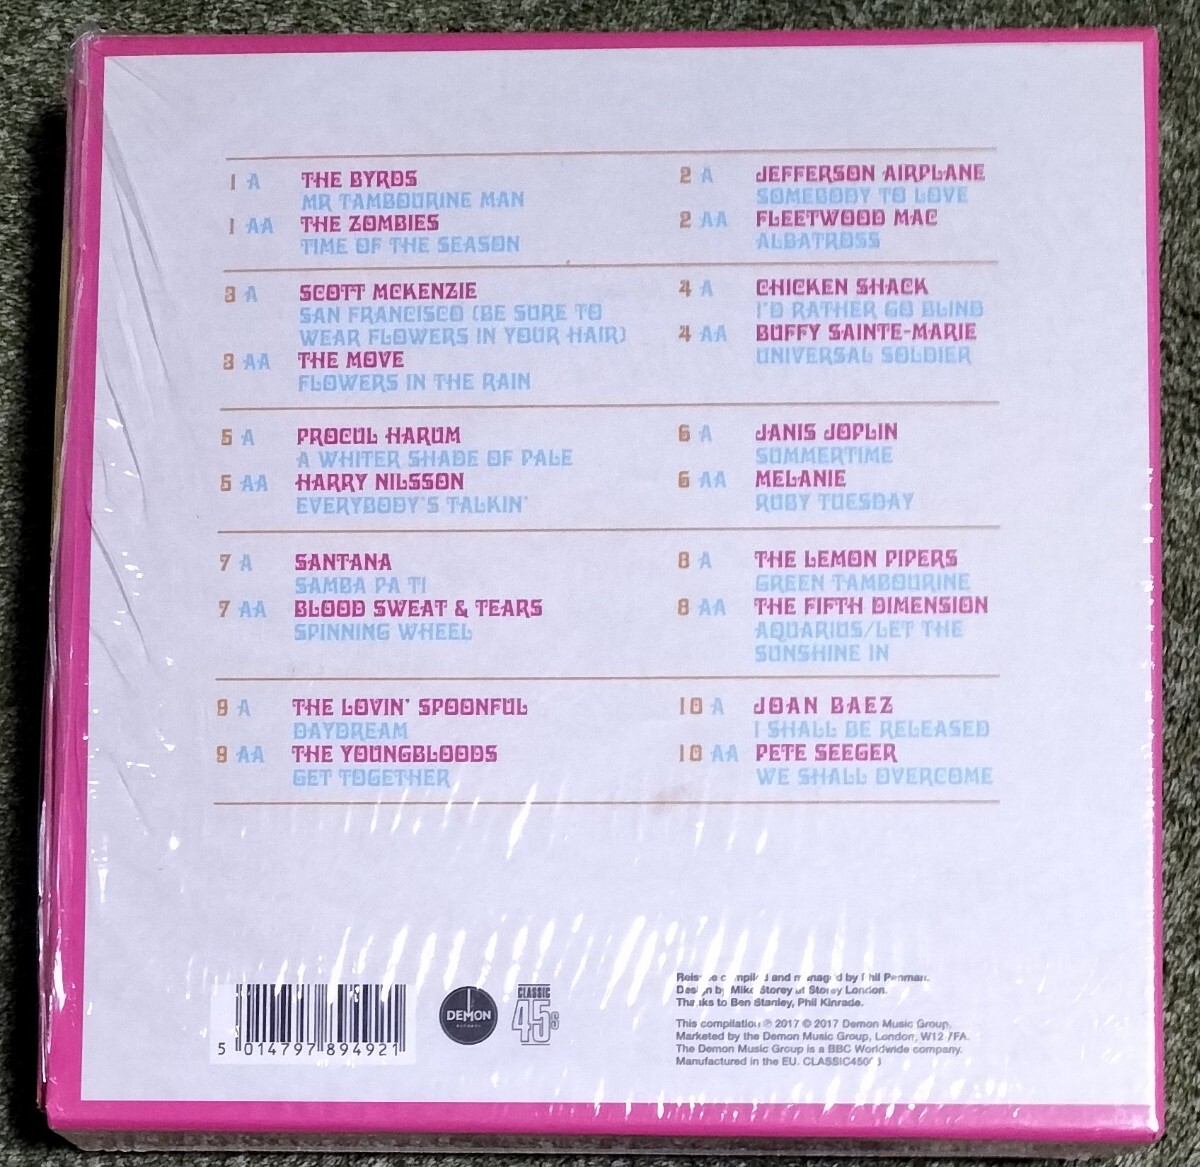 1 A THE BYRDS
MR TAMBOURINE MAN
1 AA THE ZOMBIES
TIME OF THE SEASON
2 A JEFFERSON AIRPLANE
SOMEBODY TO LOVE
2 AA FLEETWOOD MAC
ALBATROSS
3 A SCOTT MCKENZIE
SAN FRANCISCO (BE SURE TO
WEAR FLOWERS IN YOUR HAIR)
3 AA THE MOVE
FLOWERS IN THE RAIN
4 A CHICKEN SHACK
I'D RATHER GO BLIND
4 AA BUFFY SAINTE-MARIE
UNIVERSAL SOLDIER
5 A PROCUL HARUM
A WHITER SHADE OF PALE
5 AA HARRY NILSSON
EVERYBODY'S TALKIN'
6 A JANIS JOPLIN
SUMMERTIME
6 AA MELANIE
RUBY TUESDAY
7 A SANTANA
SAMBA PA TI
7 AA BLOOD SWEAT & TEARS
SPINNING WHEEL
8 A THE LEMON PIPERS
GREEN TAMBOURINE
8 AA THE FIFTH DIMENSION
AQUARIUS/LET THE
SUNSHINE IN
9 A THE LOVIN' SPOONFUL
DAYDREAM
9 AA THE YOUNGBLOODS
GET TOGETHER
10 A JOAN BAEZ
I SHALL BE RELEASED
10 AA PETE SEEGER
WE SHALL OVERCOME
5 014797 894921
DEMON
RECORDS
CLASSIC
45s
Reissue compiled and managed by Phil Penman.
Design by Mike Storey at Storey London.
Thanks to Ben Stanley, Phil Kinrade.
This compilation ℗ 2017 © 2017 Demon Music Group.
Marketed by the Demon Music Group, London, W12 7FA.
The Demon Music Group is a BBC Worldwide company.
Manufactured in the EU.